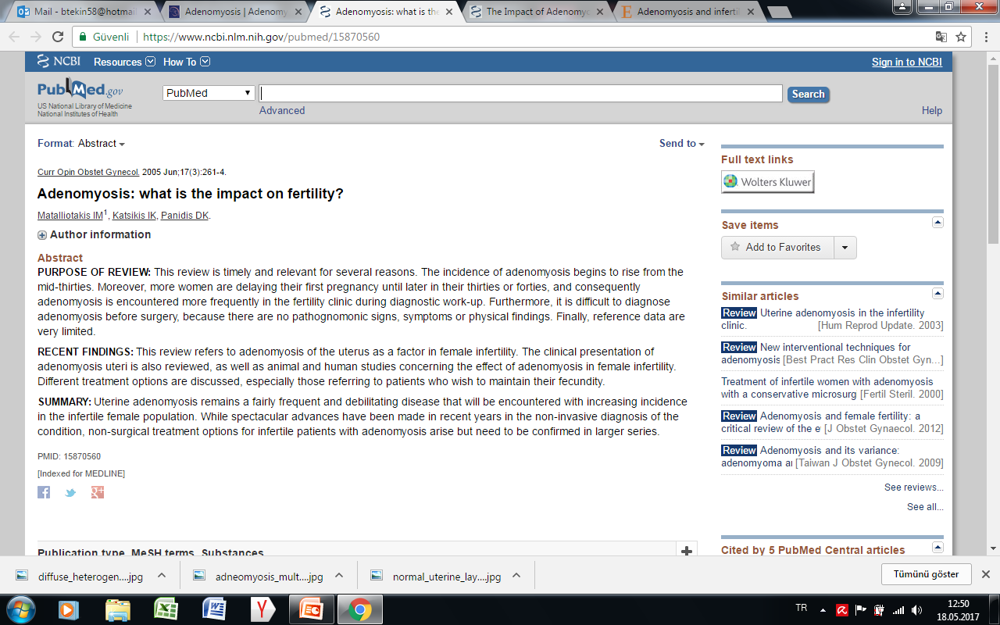 Mail - btekin58@hotmai
Adenomyosis | Adenomy
Adenomyosis: what is the
The Impact of Adenomyo
Adenomyosis and infertil
Güvenli
https://www.ncbi.nlm.nih.gov/pubmed/15870560
NCBI Resources How To
Sign in to NCBI
PubMed.gov
US National Library of Medicine
National Institutes of Health
PubMed
Search
Advanced
Help
Format: Abstract
Send to
Curr Opin Obstet Gynecol. 2005 Jun;17(3):261-4.
Adenomyosis: what is the impact on fertility?
Matalliotakis IM1, Katsikis IK, Panidis DK.
Author information
Abstract
PURPOSE OF REVIEW: This review is timely and relevant for several reasons. The incidence of adenomyosis begins to rise from the
mid-thirties. Moreover, more women are delaying their first pregnancy until later in their thirties or forties, and consequently
adenomyosis is encountered more frequently in the fertility clinic during diagnostic work-up. Furthermore, it is difficult to diagnose
adenomyosis before surgery, because there are no pathognomonic signs, symptoms or physical findings. Finally, reference data are
very limited.
RECENT FINDINGS: This review refers to adenomyosis of the uterus as a factor in female infertility. The clinical presentation of
adenomyosis uteri is also reviewed, as well as animal and human studies concerning the effect of adenomyosis in female infertility.
Different treatment options are discussed, especially those referring to patients who wish to maintain their fecundity.
SUMMARY: Uterine adenomyosis remains a fairly frequent and debilitating disease that will be encountered with increasing incidence
in the infertile female population. While spectacular advances have been made in recent years in the non-invasive diagnosis of the
condition, non-surgical treatment options for infertile patients with adenomyosis arise but need to be confirmed in larger series.
PMID: 15870560
[Indexed for MEDLINE]
Publication type, MeSH terms, Substances
Full text links
Wolters Kluwer
Save items
Add to Favorites
Similar articles
Review Uterine adenomyosis in the infertility
clinic. [Hum Reprod Update. 2003]
Review New interventional techniques for
adenomyosis [Best Pract Res Clin Obstet Gyn...]
Treatment of infertile women with adenomyosis
with a conservative microsurg [Fertil Steril. 2000]
Review Adenomyosis and female fertility: a
critical review of the e [J Obstet Gynaecol. 2012]
Review Adenomyosis and its variance:
adenomyoma an [Taiwan J Obstet Gynecol. 2009]
See reviews...
See all...
Cited by 5 PubMed Central articles
diffuse_heterogen....jpg
adneomyosis_mult....jpg
normal_uterine_lay....jpg
Tümünü göster
TR
12:50
18.05.2017